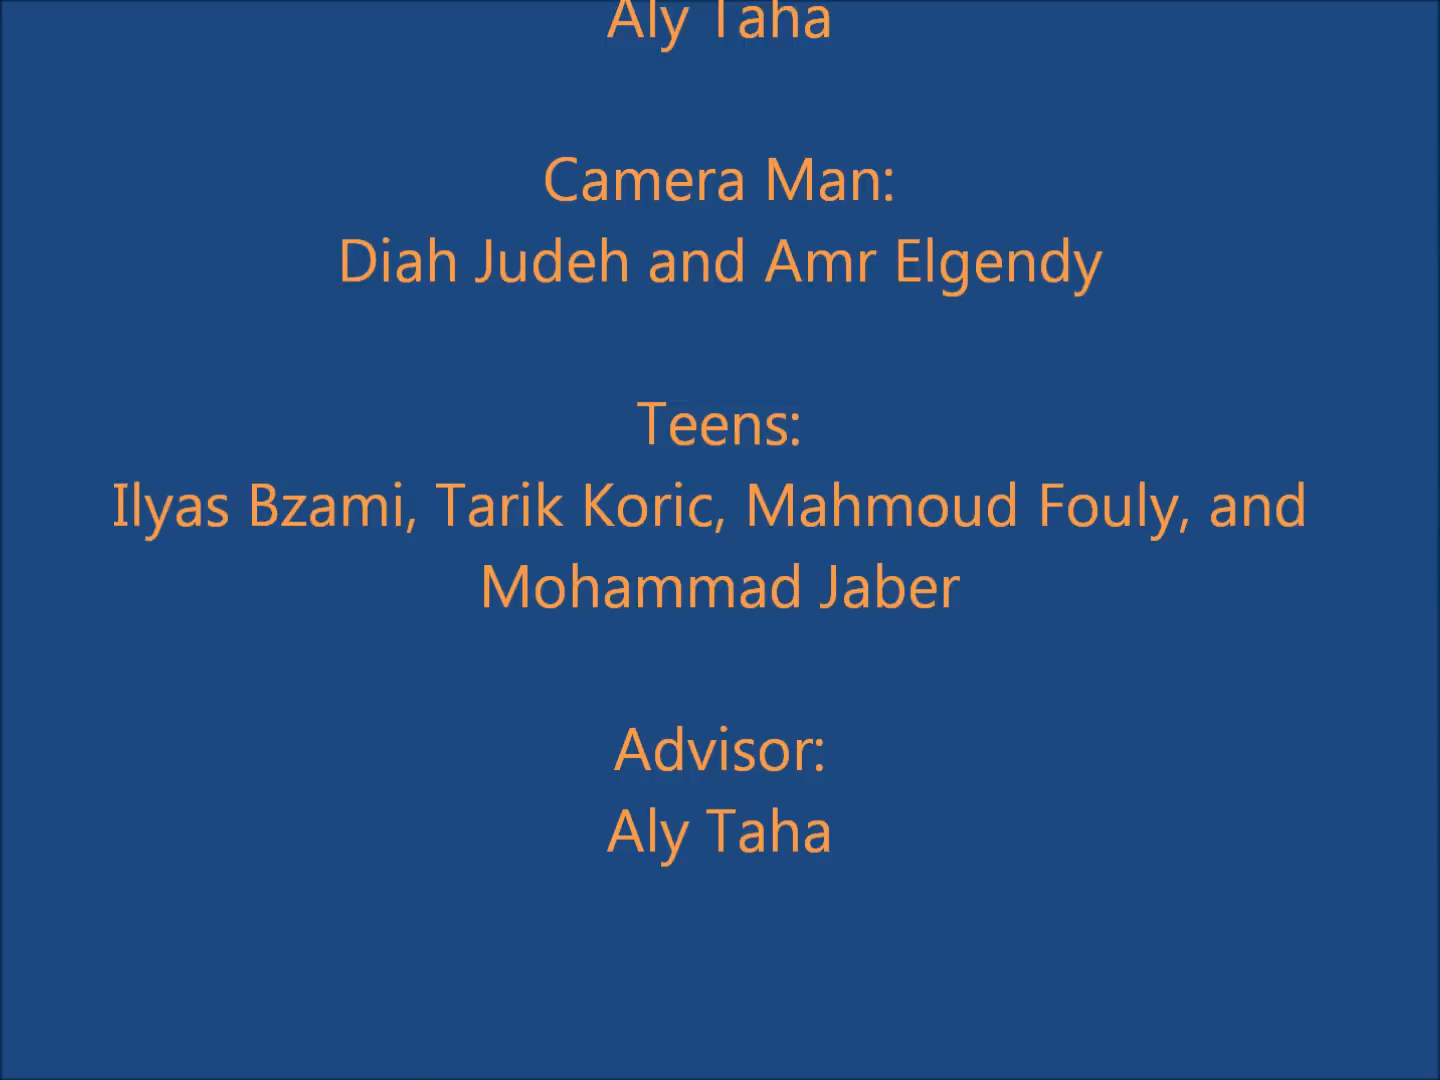 Aly Taha
Camera Man:
Diah Judeh and Amr Elgendy
Teens:
Ilyas Bzami, Tarik Koric, Mahmoud Fouly, and
Mohammad Jaber
Advisor:
Aly Taha